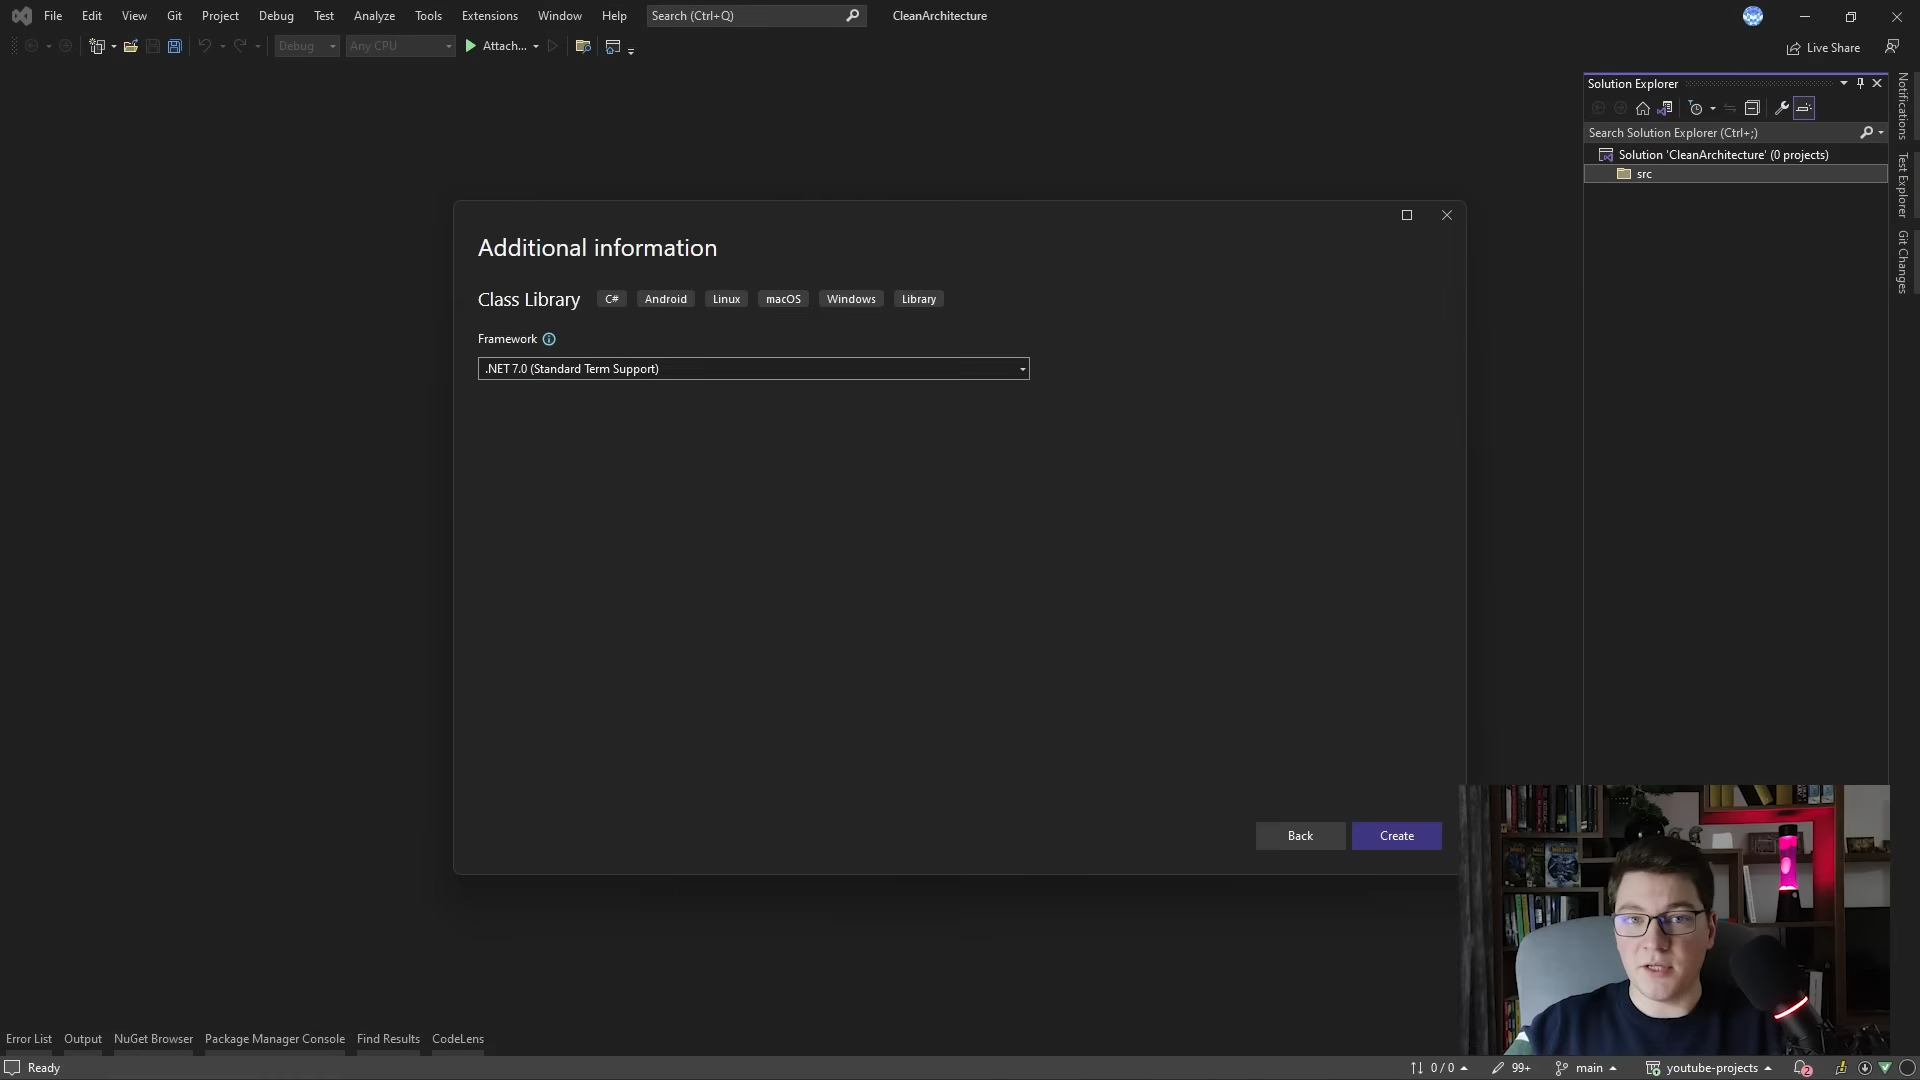 File Edit View Git Project Debug Test Analyze Tools Extensions Window Help Search (Ctrl+Q) CleanArchitecture
Debug Any CPU Attach... Live Share
Solution Explorer
Search Solution Explorer (Ctrl+;)
Solution 'CleanArchitecture' (0 projects)
src
Notifications
Test Explorer
Git Changes
Additional information
Class Library C# Android Linux macOS Windows Library
Framework
.NET 7.0 (Standard Term Support)
Back Create
Error List Output NuGet Browser Package Manager Console Find Results CodeLens
Ready 0 / 0 99+ main youtube-projects 2